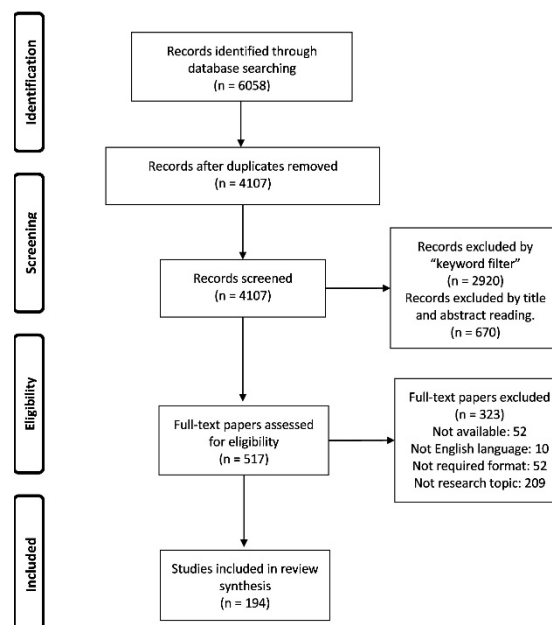 Identification
Records identified through
database searching
(n = 6058)
Records after duplicates removed
(n = 4107)
Screening
Records screened
(n = 4107)
Records excluded by
“keyword filter”
(n = 2920)
Records excluded by title
and abstract reading.
(n = 670)
Eligibility
Full-text papers assessed
for eligibility
(n = 517)
Full-text papers excluded
(n = 323)
Not available: 52
Not English language: 10
Not required format: 52
Not research topic: 209
Included
Studies included in review
synthesis
(n = 194)